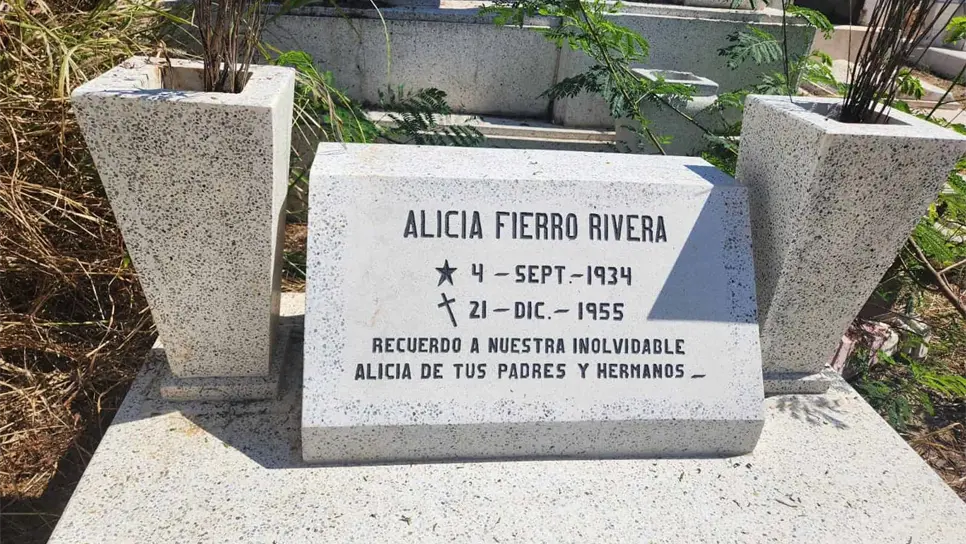 ALICIA FIERRO RIVERA
★ 4 - SEPT.- 1934
✝ 21 - DIC. - 1955
RECUERDO A NUESTRA INOLVIDABLE
ALICIA DE TUS PADRES Y HERMANOS _